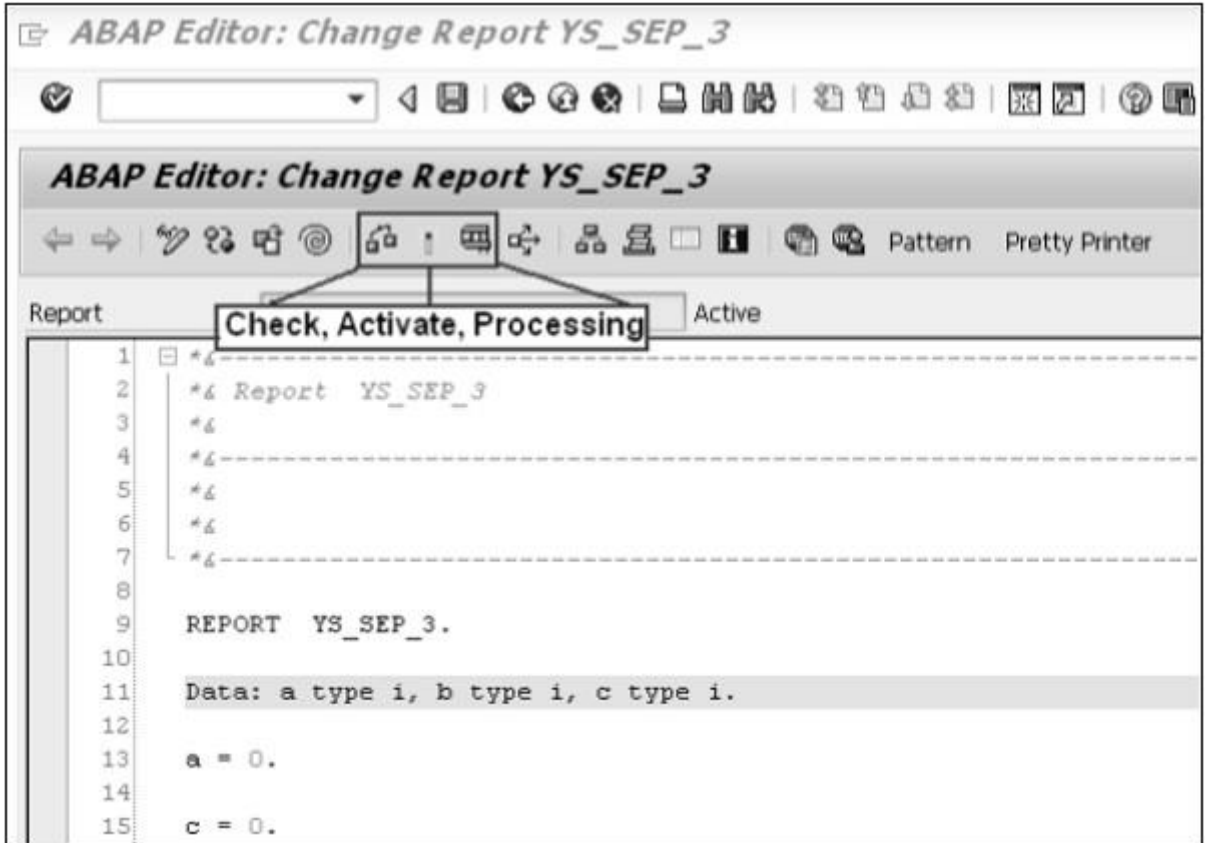 ABAP Editor: Change Report YS_SEP_3
ABAP Editor: Change Report YS_SEP_3
Pattern Pretty Printer
Report Active
Check, Activate, Processing
1 *&---------------------------------------------------------------------
2 *& Report  YS_SEP_3
3 *&
4 *&---------------------------------------------------------------------
5 *&
6 *&
7 *&---------------------------------------------------------------------
8
9 REPORT  YS_SEP_3.
10
11 Data: a type i, b type i, c type i.
12
13 a = 0.
14
15 c = 0.